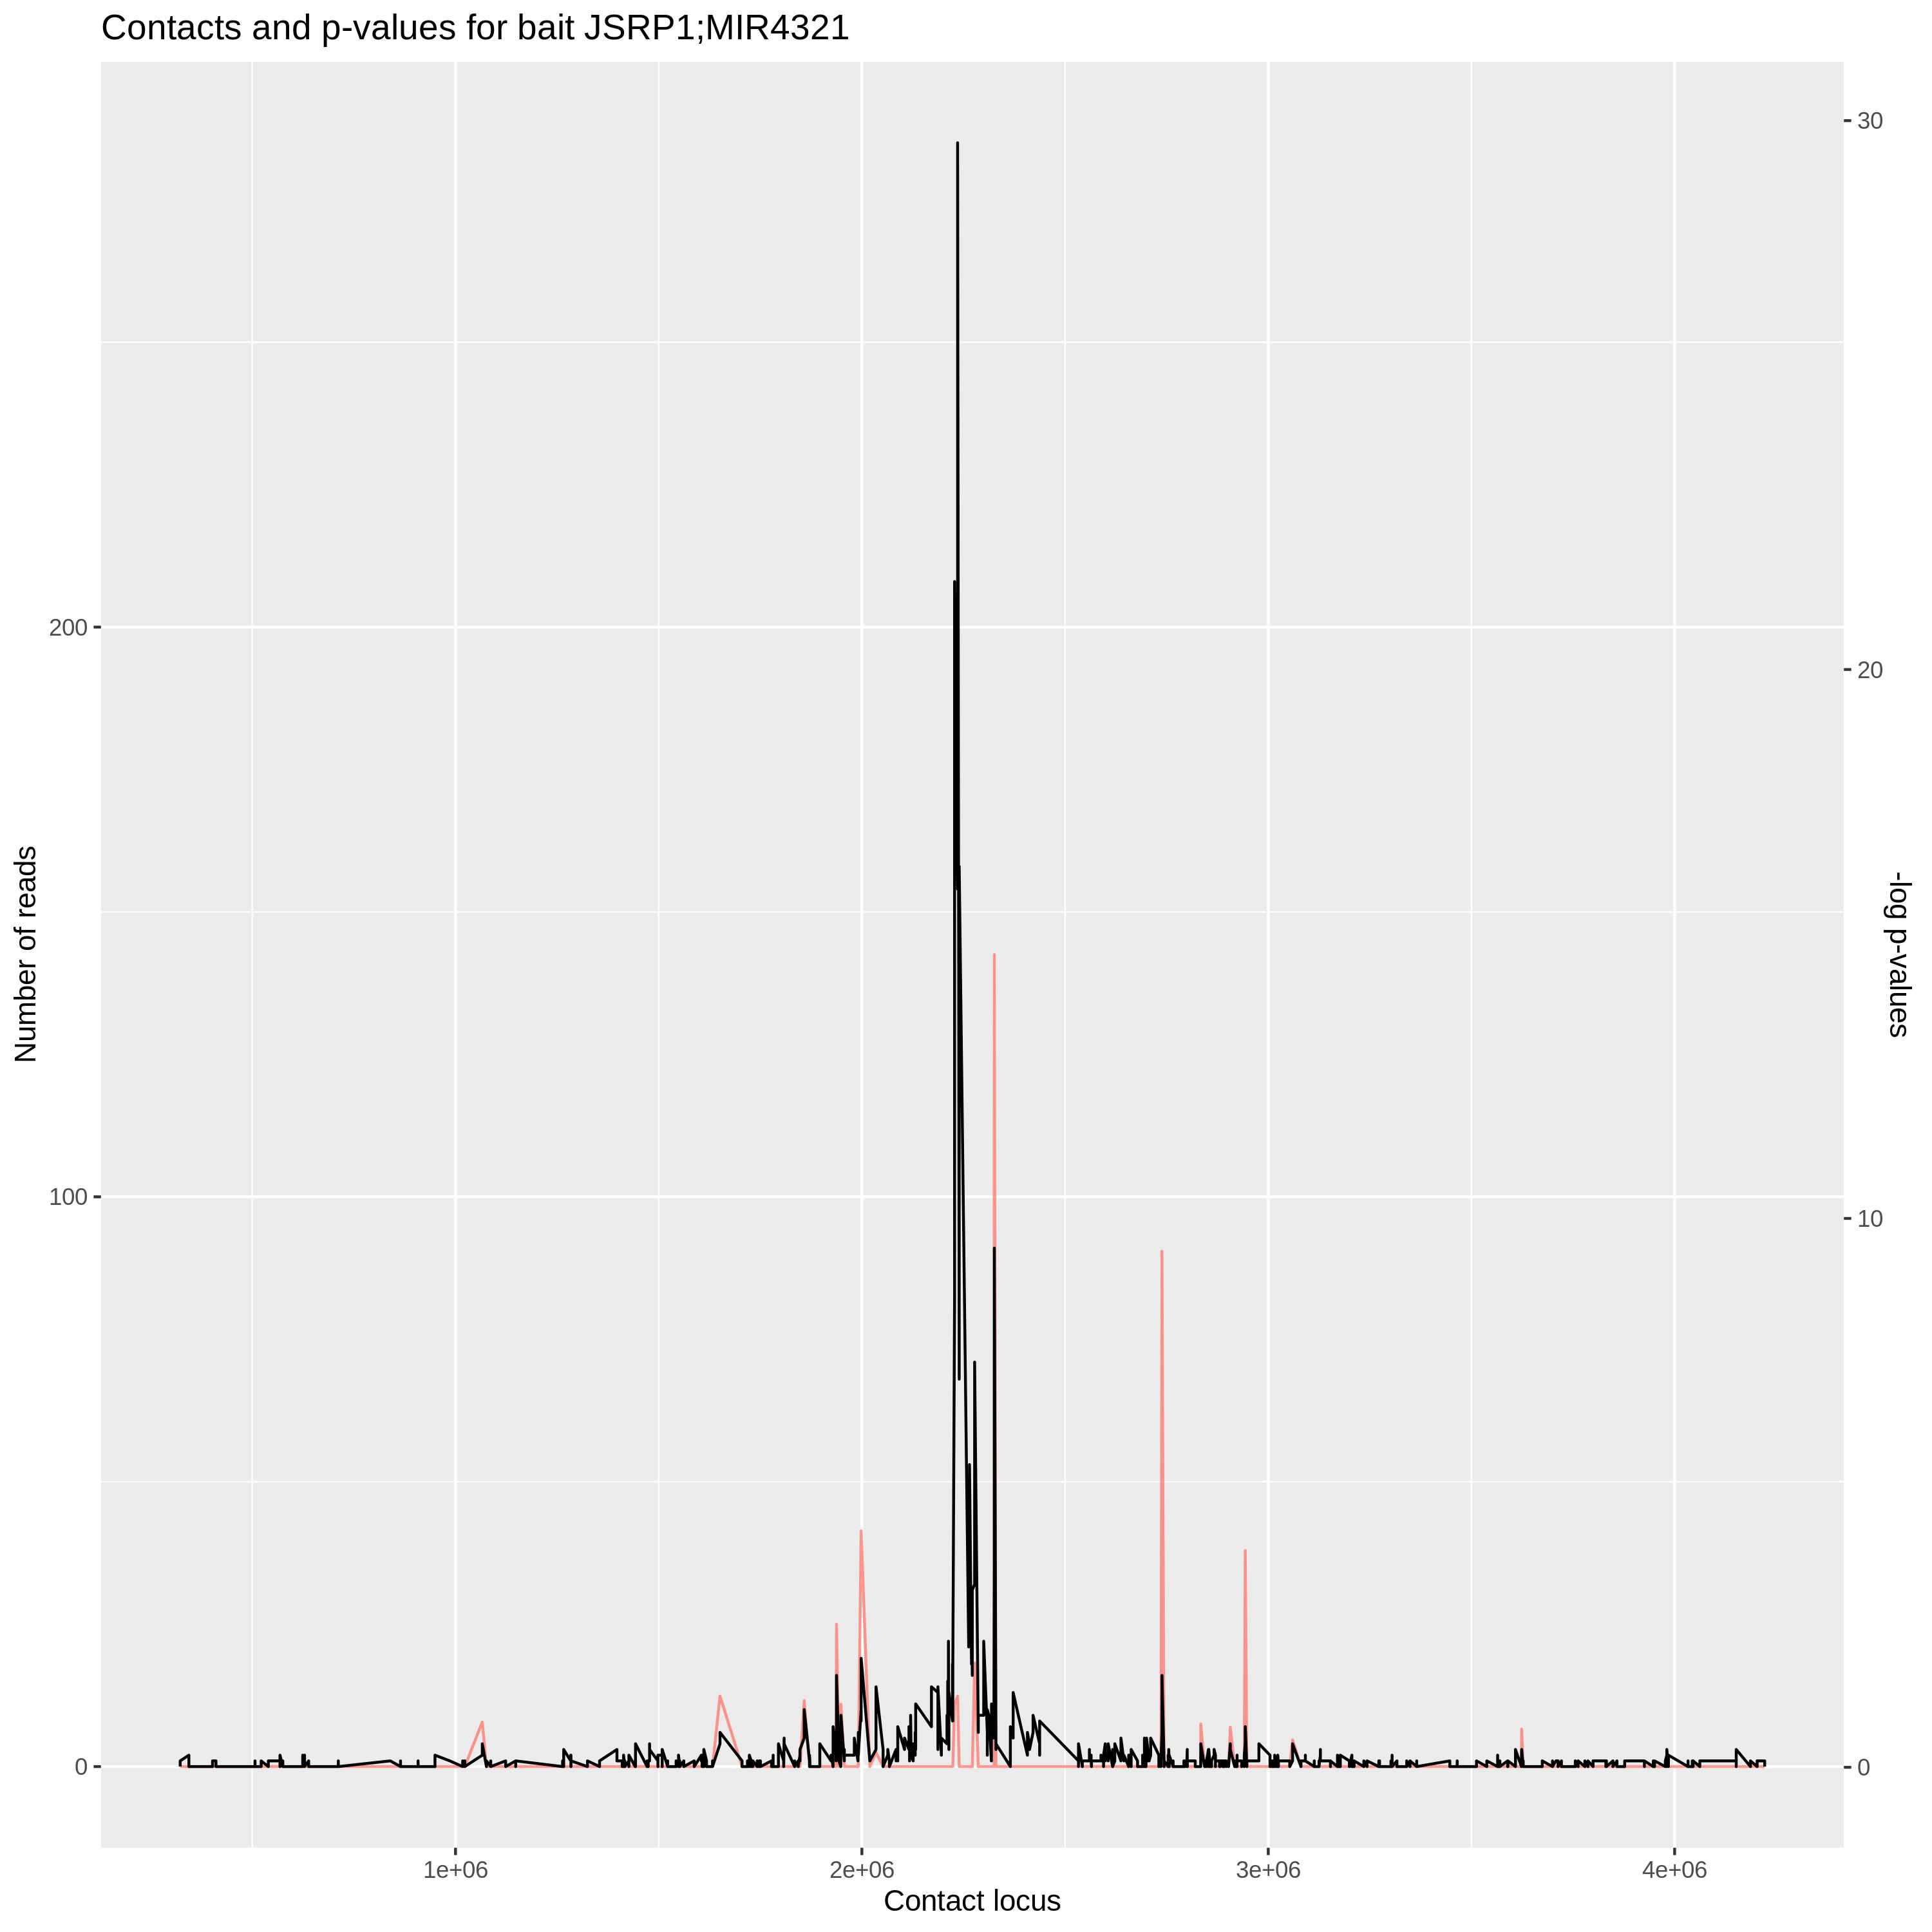 Contacts and p-values for bait JSRP1;MIR4321
30
200
20
Number of reads
-log p-values
100
10
0
0
1e+06
2e+06
3e+06
4e+06
Contact locus